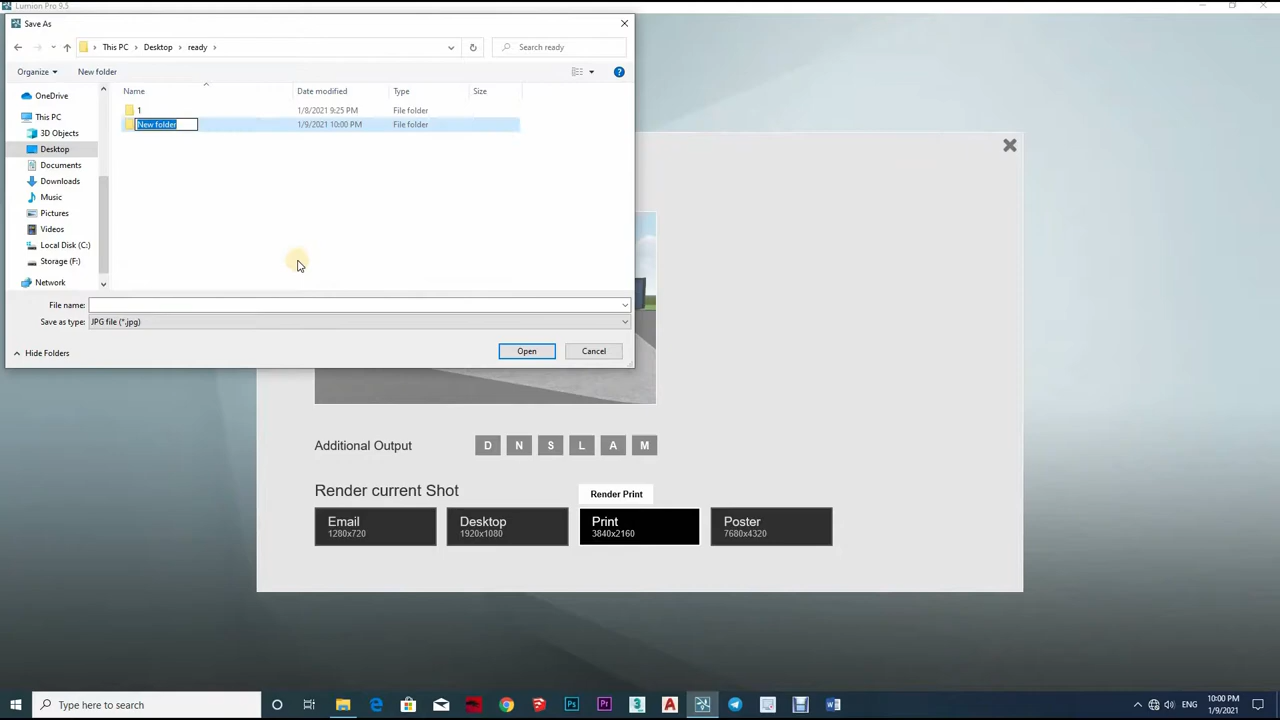 Lumion Pro 9.5
Save As
This PC > Desktop > ready >
Search ready
Organize
New folder
Name
Date modified
Type
Size
1
1/8/2021 9:25 PM
File folder
New folder
1/9/2021 10:00 PM
File folder
OneDrive
This PC
3D Objects
Desktop
Documents
Downloads
Music
Pictures
Videos
Local Disk (C:)
Storage (F:)
Network
File name:
Save as type:
JPG file (*.jpg)
Hide Folders
Open
Cancel
Additional Output
D N S L A M
Render current Shot
Render Print
Email
1280x720
Desktop
1920x1080
Print
3840x2160
Poster
7680x4320
Type here to search
ENG
10:00 PM
1/9/2021